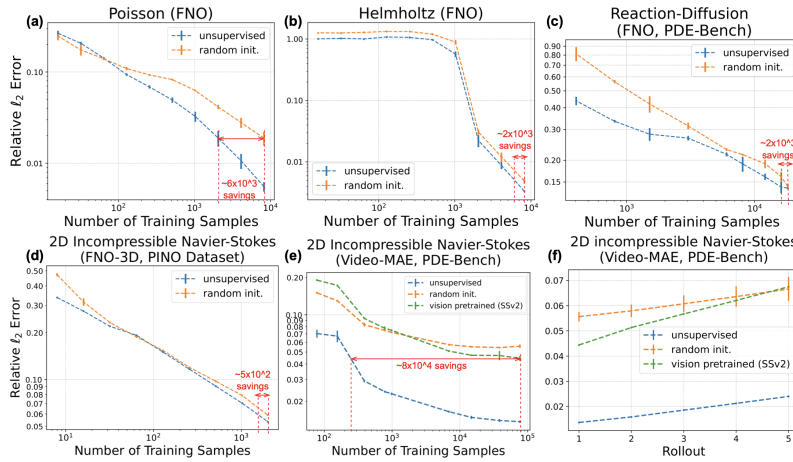 (a)
Poisson (FNO)
unsupervised
random init.
Relative ℓ2 Error
0.10
0.01
~6x10^3
savings
10^2
10^3
10^4
Number of Training Samples
(b)
Helmholtz (FNO)
1.000
0.100
0.010
0.001
unsupervised
random init.
~2x10^3
savings
10^2
10^3
10^4
Number of Training Samples
(c)
Reaction-Diffusion
(FNO, PDE-Bench)
unsupervised
random init.
0.90
0.80
0.70
0.60
0.50
0.40
0.30
0.20
0.15
~2x10^3
savings
10^3
10^4
Number of Training Samples
(d)
2D Incompressible Navier-Stokes
(FNO-3D, PINO Dataset)
unsupervised
random init.
Relative ℓ2 Error
0.50
0.40
0.30
0.20
0.10
0.09
0.08
0.07
0.06
0.05
~5x10^2
savings
10^1
10^2
10^3
Number of Training Samples
(e)
2D Incompressible Navier-Stokes
(Video-MAE, PDE-Bench)
unsupervised
random init.
vision pretrained (SSv2)
0.20
0.10
0.09
0.08
0.07
0.06
0.05
0.04
0.03
0.02
~8x10^4 savings
10^2
10^3
10^4
10^5
Number of Training Samples
(f)
2D incompressible Navier-Stokes
(Video-MAE, PDE-Bench)
0.07
0.06
0.05
0.04
0.03
0.02
unsupervised
random init.
vision pretrained (SSv2)
1
2
3
4
5
Rollout